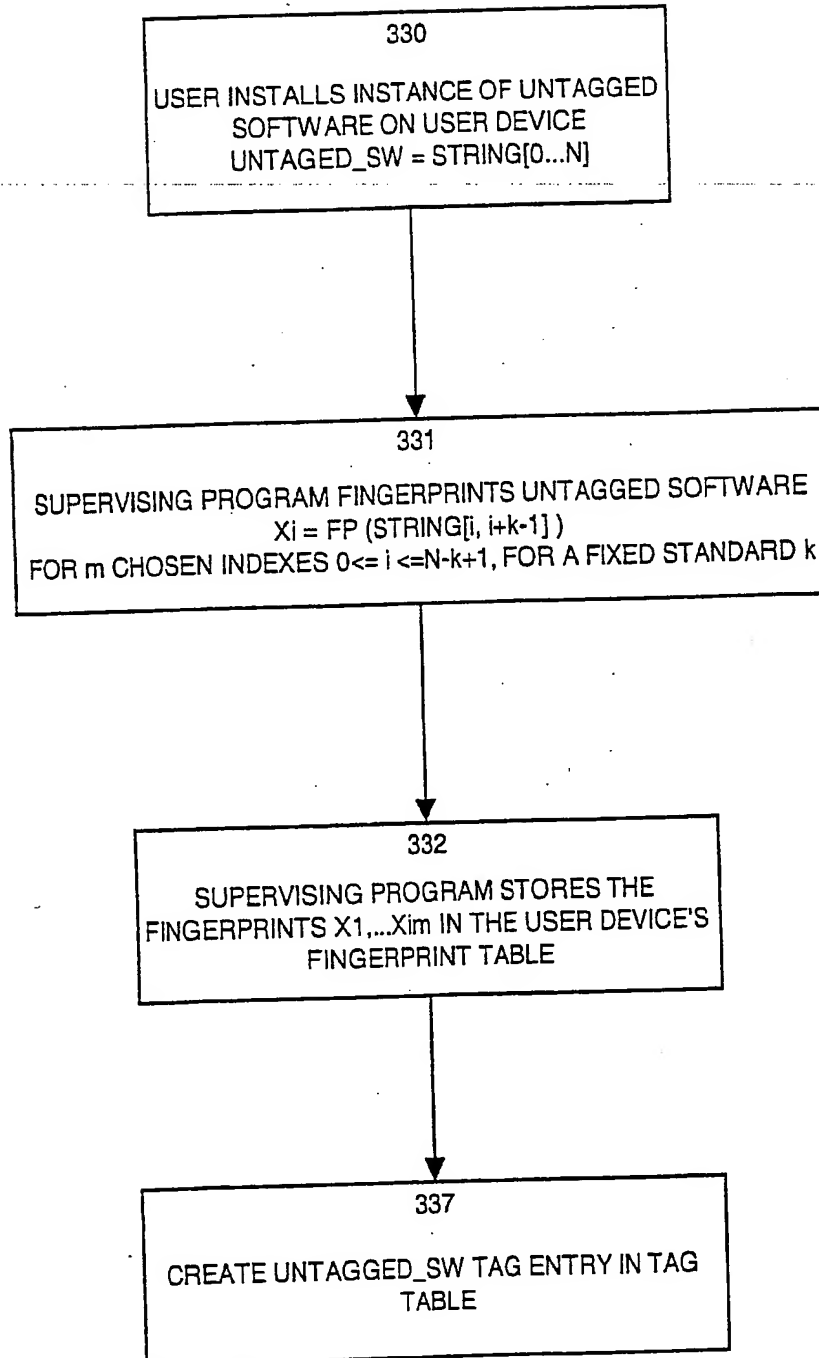 330
USER INSTALLS INSTANCE OF UNTAGGED
SOFTWARE ON USER DEVICE
UNTAGED_SW = STRING[0...N]
331
SUPERVISING PROGRAM FINGERPRINTS UNTAGGED SOFTWARE
Xi = FP (STRING[i, i+k-1] )
FOR m CHOSEN INDEXES 0<= i <=N-k+1, FOR A FIXED STANDARD k
332
SUPERVISING PROGRAM STORES THE
FINGERPRINTS X1,...Xim IN THE USER DEVICE'S
FINGERPRINT TABLE
337
CREATE UNTAGGED_SW TAG ENTRY IN TAG
TABLE